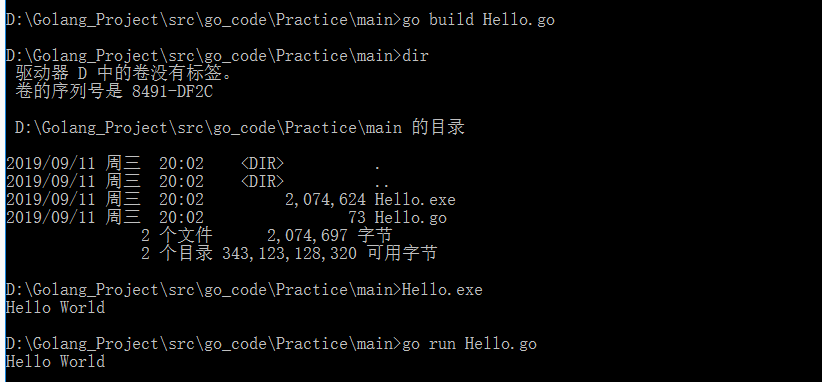 D:\Golang_Project\src\go_code\Practice\main>go build Hello.go
D:\Golang_Project\src\go_code\Practice\main>dir
驱动器 D 中的卷没有标签。
卷的序列号是 8491-DF2C
D:\Golang_Project\src\go_code\Practice\main 的目录
2019/09/11 周三  20:02    <DIR>          .
2019/09/11 周三  20:02    <DIR>          ..
2019/09/11 周三  20:02         2,074,624 Hello.exe
2019/09/11 周三  20:02                73 Hello.go
2 个文件      2,074,697 字节
2 个目录 343,123,128,320 可用字节
D:\Golang_Project\src\go_code\Practice\main>Hello.exe
Hello World
D:\Golang_Project\src\go_code\Practice\main>go run Hello.go
Hello World